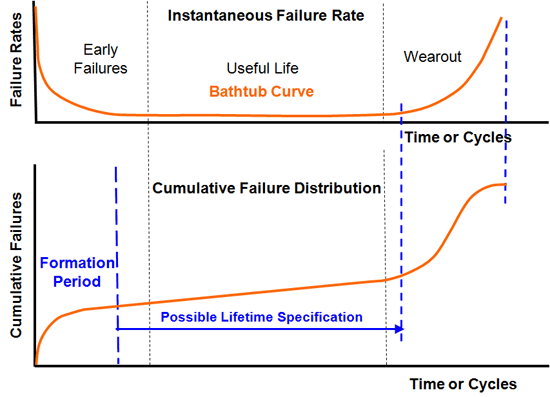 Instantaneous Failure Rate
Failure Rates
Early
Failures
Useful Life
Bathtub Curve
Wearout
Time or Cycles
Cumulative Failure Distribution
Cumulative Failures
Formation
Period
Possible Lifetime Specification
Time or Cycles